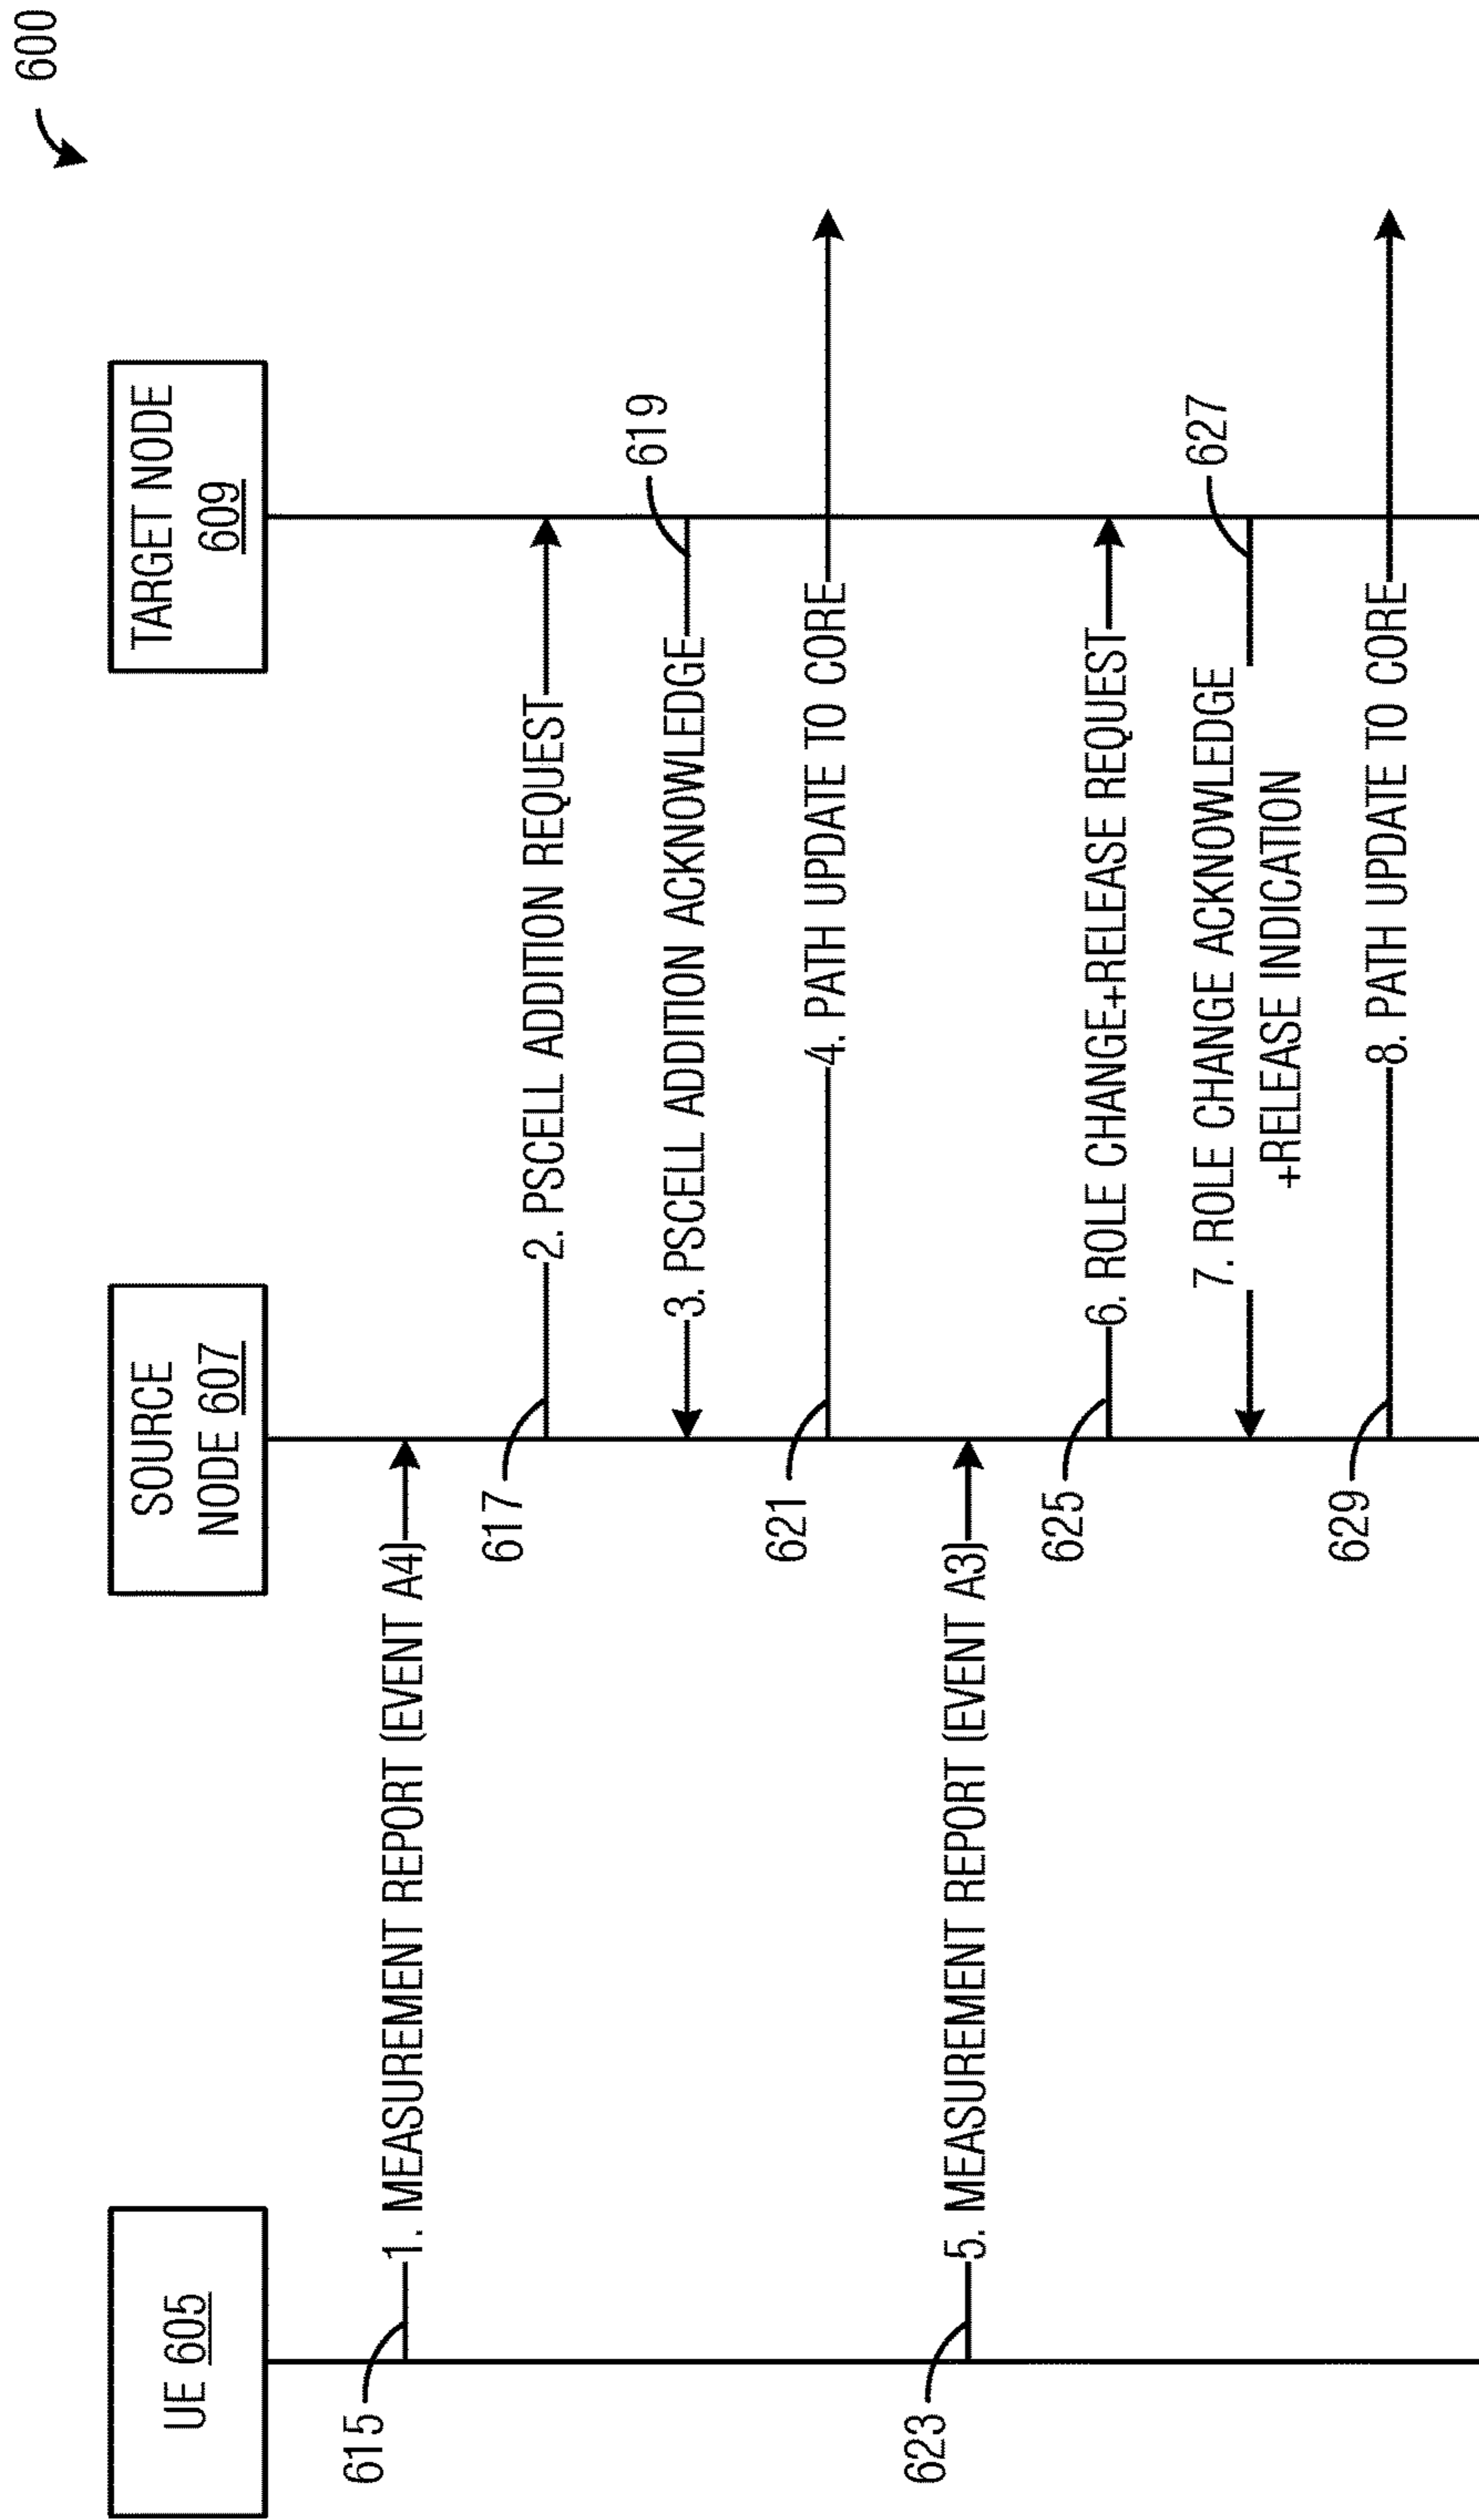 600
UE 605
SOURCE
NODE 607
TARGET NODE
609
615
1. MEASUREMENT REPORT (EVENT A4)
617
2. PSCELL ADDITION REQUEST
619
3. PSCELL ADDITION ACKNOWLEDGE
621
4. PATH UPDATE TO CORE
623
5. MEASUREMENT REPORT (EVENT A3)
625
6. ROLE CHANGE+RELEASE REQUEST
627
7. ROLE CHANGE ACKNOWLEDGE
+RELEASE INDICATION
629
8. PATH UPDATE TO CORE